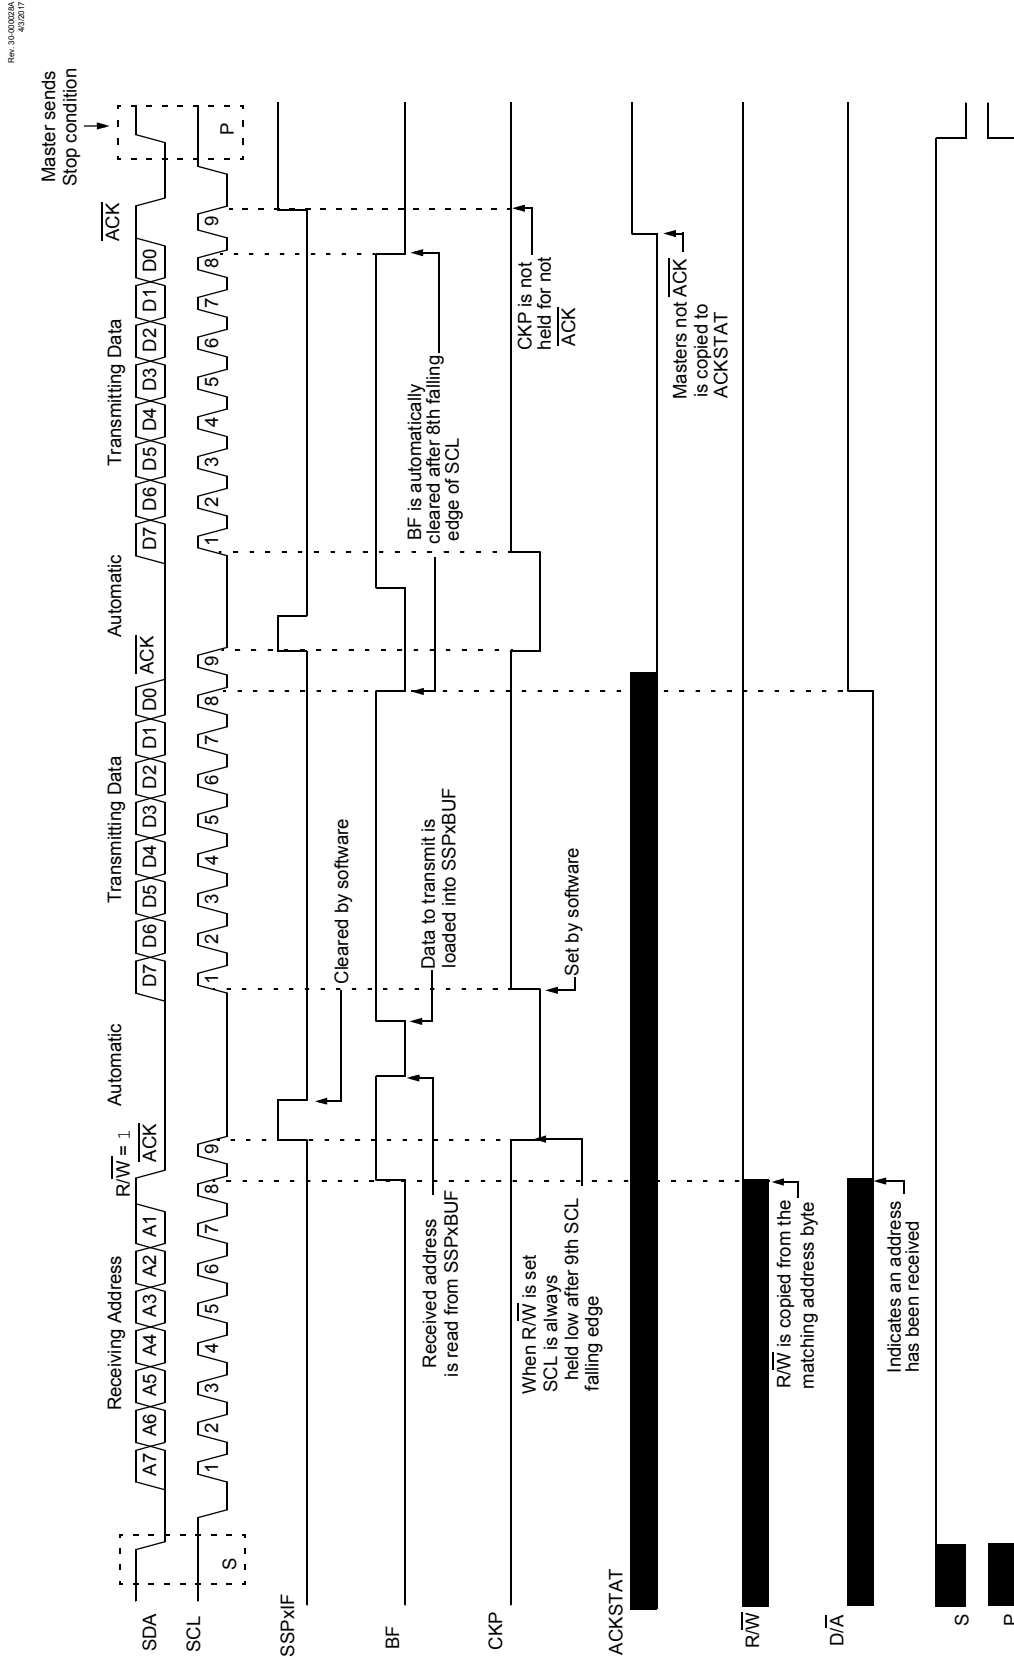 Rev. 30-000028A
4/3/2017
Master sends
Stop condition
Receiving Address
R/W = 1
Automatic
Transmitting Data
Automatic
Transmitting Data
ACK
ACK
ACK
SDA
A7 A6 A5 A4 A3 A2 A1
D7 D6 D5 D4 D3 D2 D1 D0
D7 D6 D5 D4 D3 D2 D1 D0
SCL
S
1 2 3 4 5 6 7 8 9
1 2 3 4 5 6 7 8 9
1 2 3 4 5 6 7 8 9
P
SSPxIF
Cleared by software
BF
Received address
is read from SSPxBUF
Data to transmit is
loaded into SSPxBUF
BF is automatically
cleared after 8th falling
edge of SCL
CKP
When R/W is set
SCL is always
held low after 9th SCL
falling edge
Set by software
CKP is not
held for not
ACK
ACKSTAT
Masters not ACK
is copied to
ACKSTAT
R/W
R/W is copied from the
matching address byte
D/A
Indicates an address
has been received
S
P